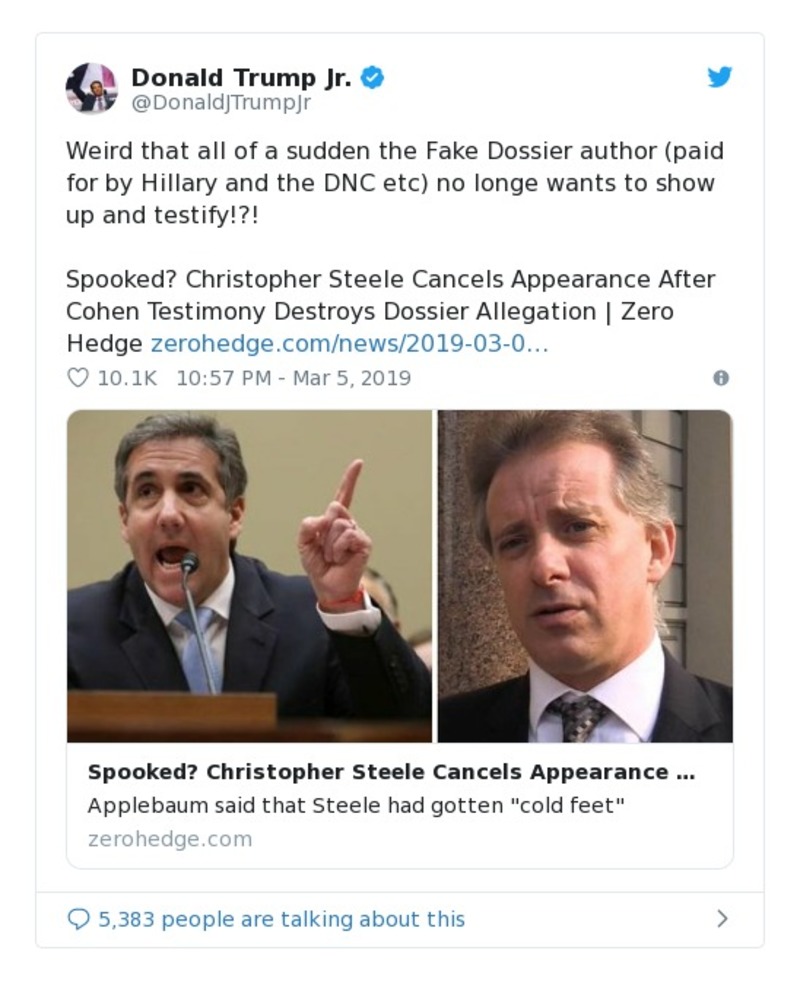 Donald Trump Jr.
@DonaldJTrumpJr
Weird that all of a sudden the Fake Dossier author (paid
for by Hillary and the DNC etc) no longe wants to show
up and testify!?!
Spooked? Christopher Steele Cancels Appearance After
Cohen Testimony Destroys Dossier Allegation | Zero
Hedge zerohedge.com/news/2019-03-0…
10.1K 10:57 PM - Mar 5, 2019
Spooked? Christopher Steele Cancels Appearance ...
Applebaum said that Steele had gotten "cold feet"
zerohedge.com
5,383 people are talking about this